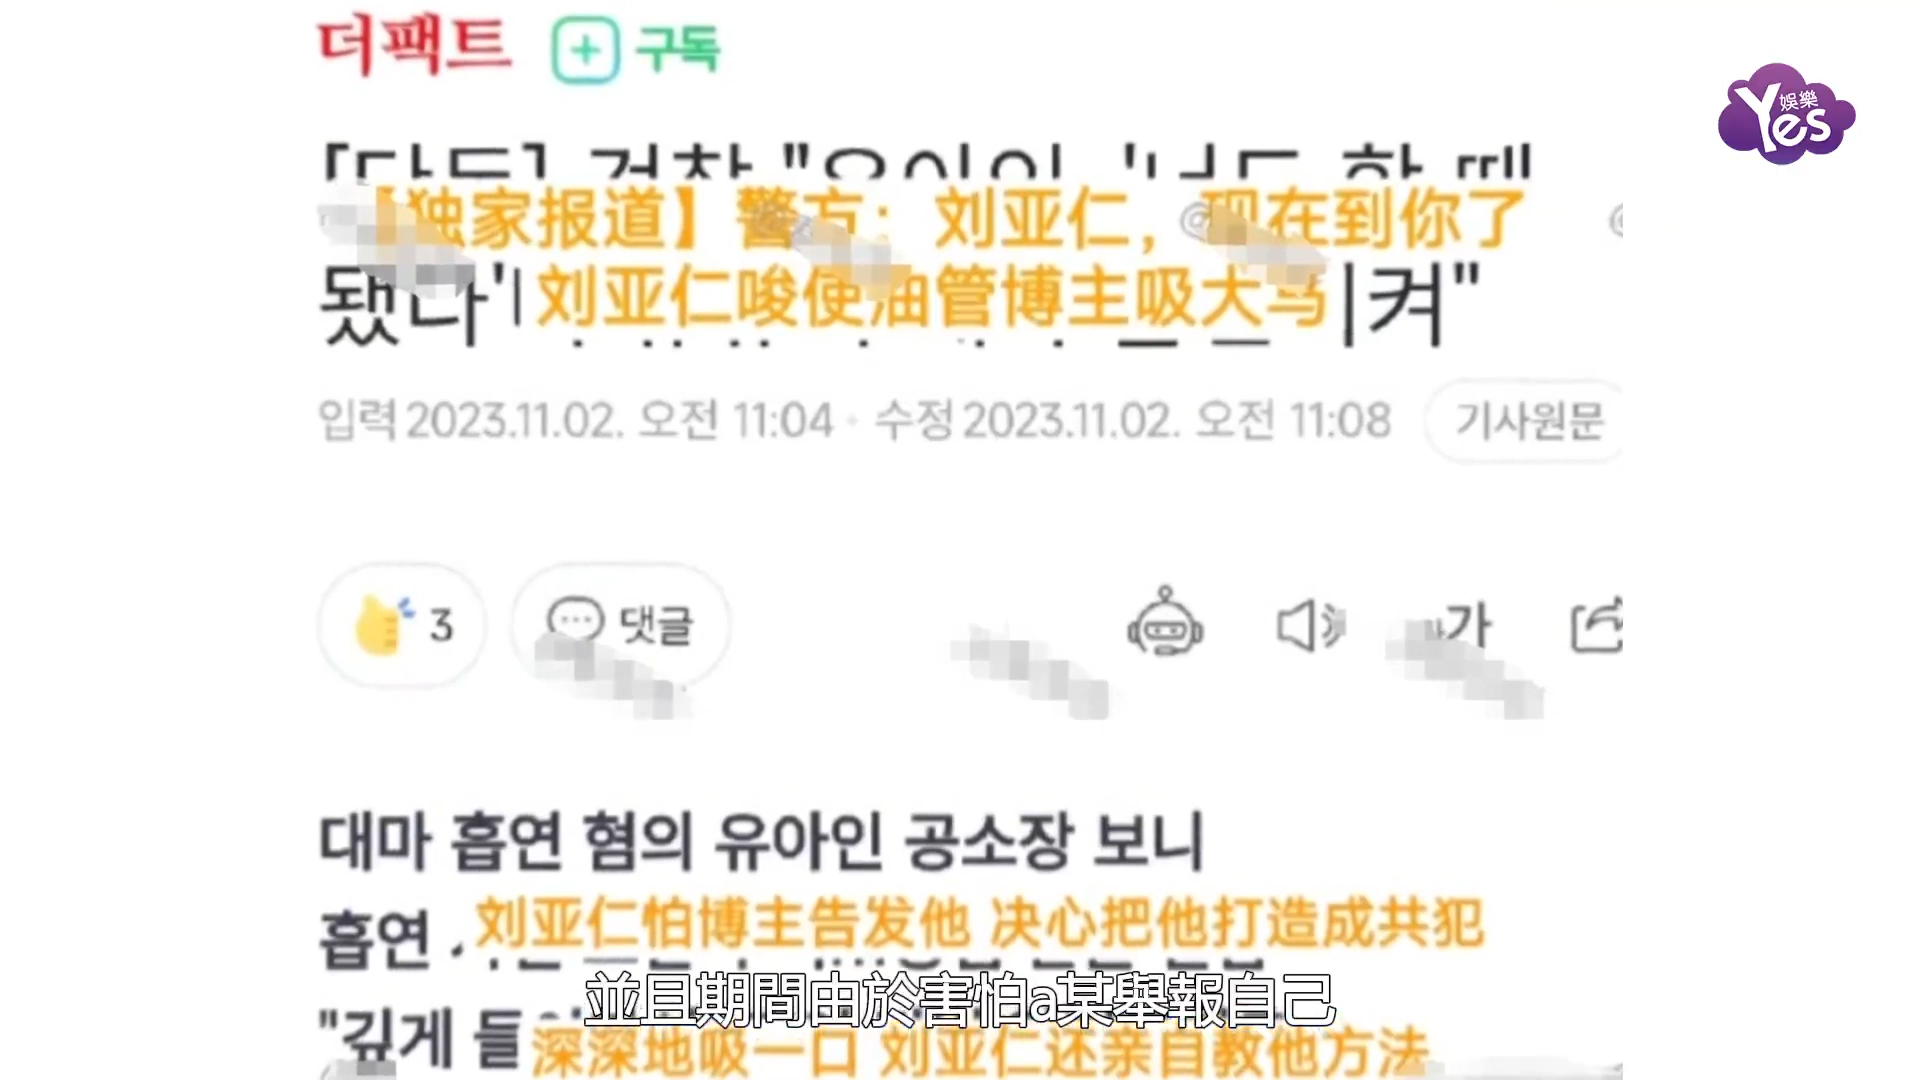 더팩트 구독
娛樂
Yes
【独家报道】警方：刘亚仁，现在到你了
됐다' 刘亚仁唆使油管博主吸大马 켜"
입력 2023.11.02. 오전 11:04 · 수정 2023.11.02. 오전 11:08 기사원문
3 댓글 가
대마 흡연 혐의 유아인 공소장 보니
흡연 刘亚仁怕博主告发他 决心把他打造成共犯
並且期間由於害怕a某舉報自己
"깊게 들 深深地吸一口 刘亚仁还亲自教他方法